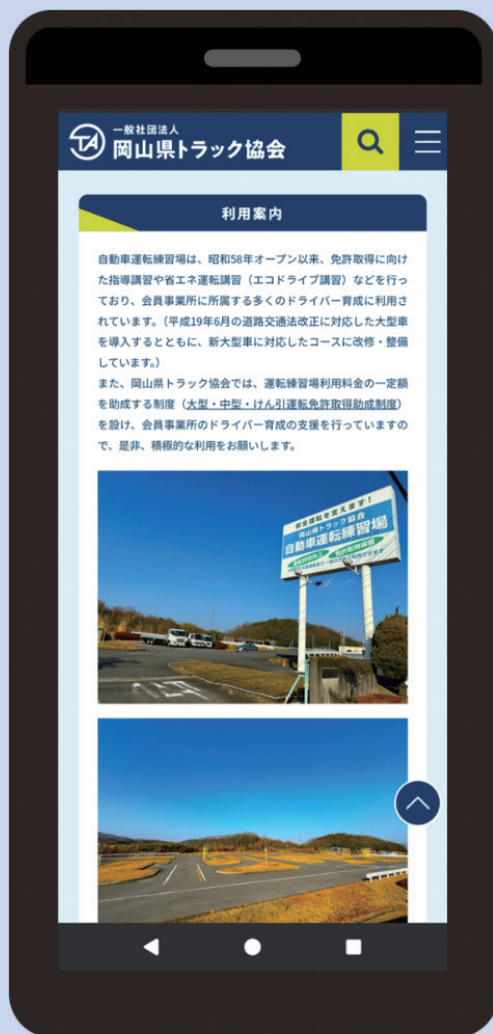 一般社団法人
岡山県トラック協会
利用案内
自動車運転練習場は、昭和58年オープン以来、免許取得に向け
た指導講習や省エネ運転講習（エコドライブ講習）などを行っ
ており、会員事業所に所属する多くのドライバー育成に利用さ
れています。（平成19年6月の道路交通法改正に対応した大型車
を導入するとともに、新大型車に対応したコースに改修・整備
しています。）
また、岡山県トラック協会では、運転練習場利用料金の一定額
を助成する制度（大型・中型・けん引運転免許取得助成制度）
を設け、会員事業所のドライバー育成の支援を行っていますの
で、是非、積極的な利用をお願いします。
安全運転を支えます！
岡山県トラック協会
自動車運転練習場